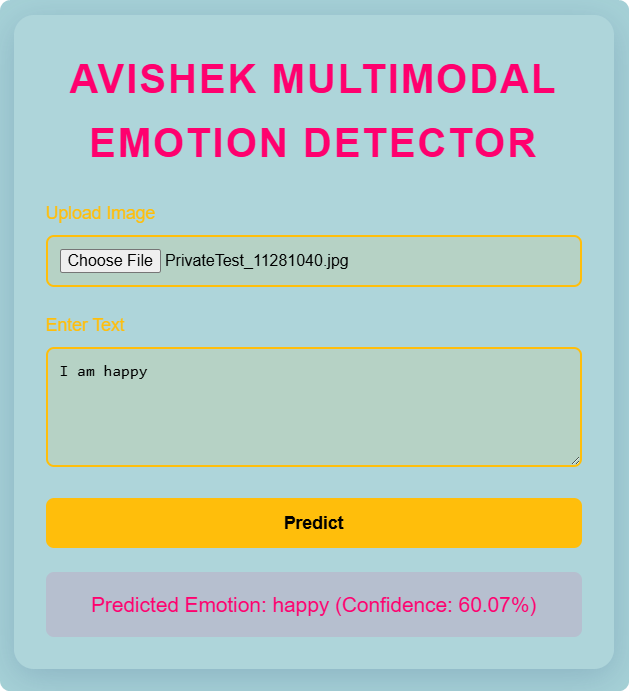 AVISHEK MULTIMODAL
EMOTION DETECTOR
Upload Image
Choose File PrivateTest_11281040.jpg
Enter Text
I am happy
Predict
Predicted Emotion: happy (Confidence: 60.07%)